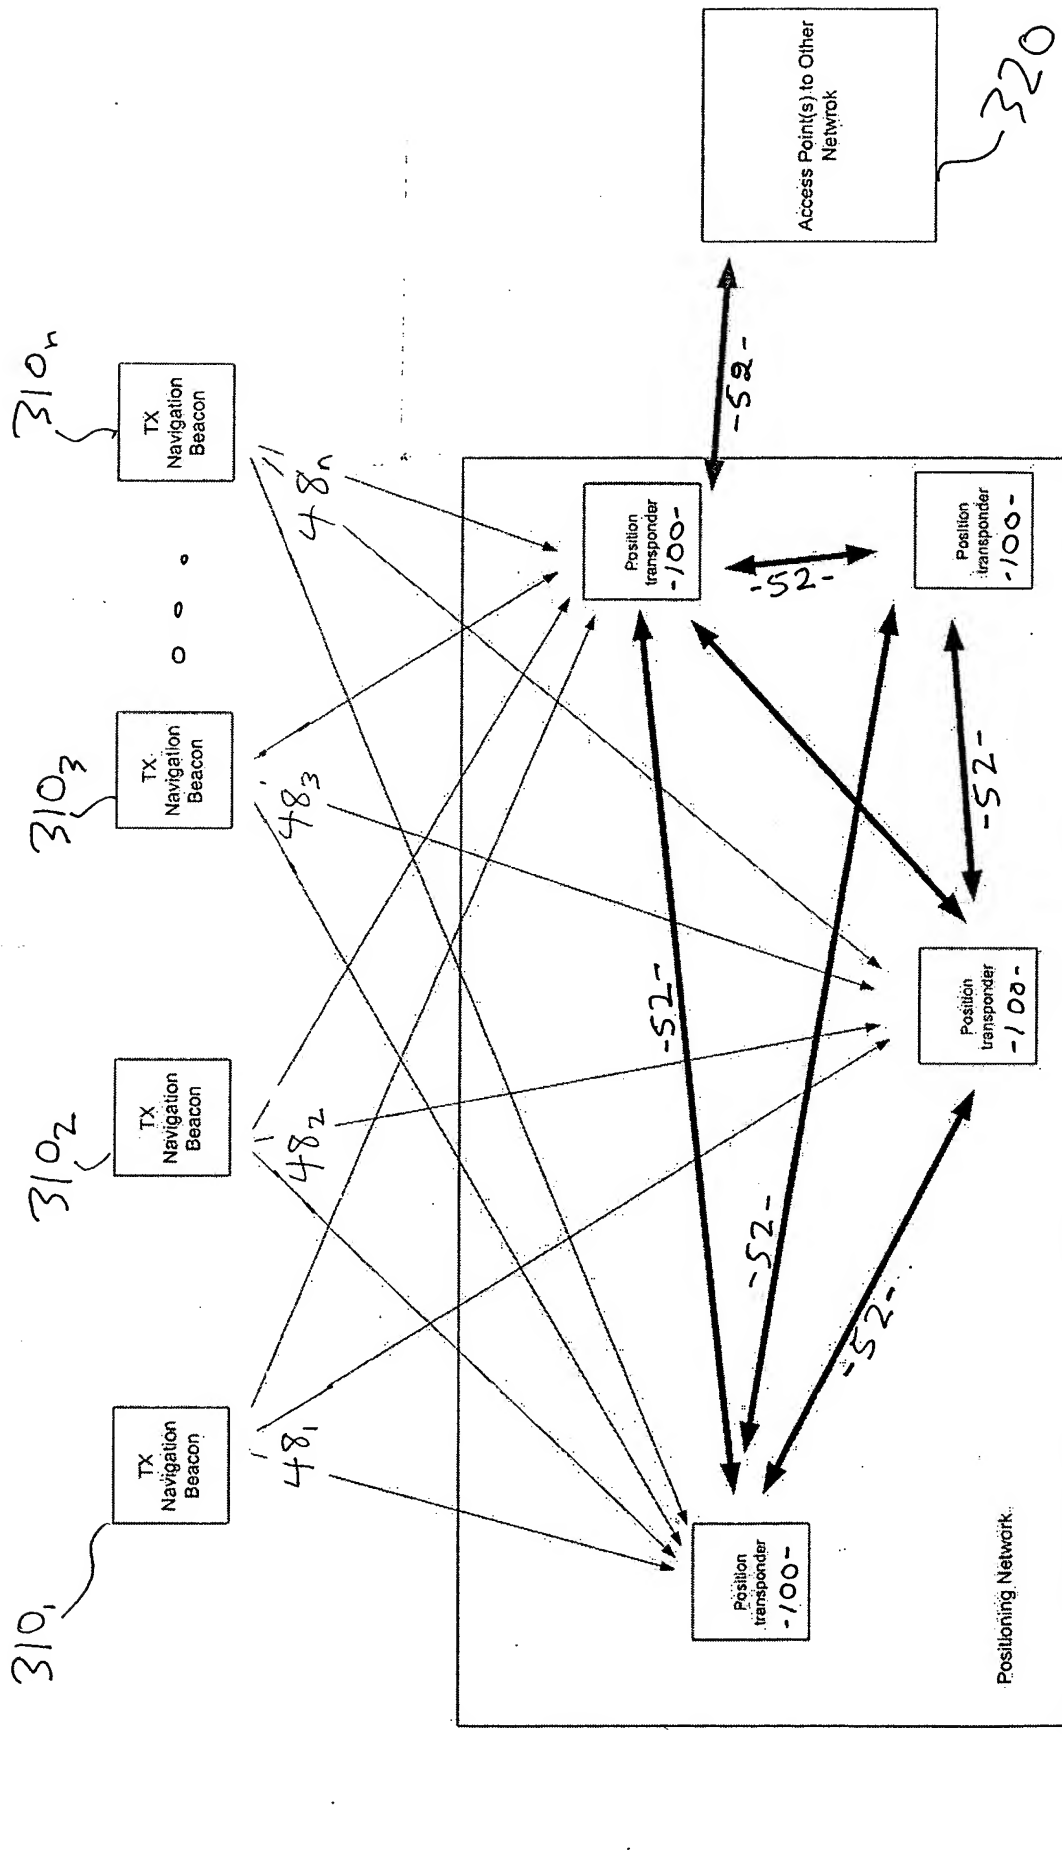 310₁
310₂
310₃
310ₙ
TX
Navigation
Beacon
TX
Navigation
Beacon
TX
Navigation
Beacon
TX
Navigation
Beacon
48₁
48₂
48₃
48ₙ
Position
transponder
-100-
Position
transponder
-100-
Position
transponder
-100-
Position
transponder
-100-
-52-
-52-
-52-
-52-
-52-
-52-
Access Point(s) to Other
Netwrok
320
Positioning Network